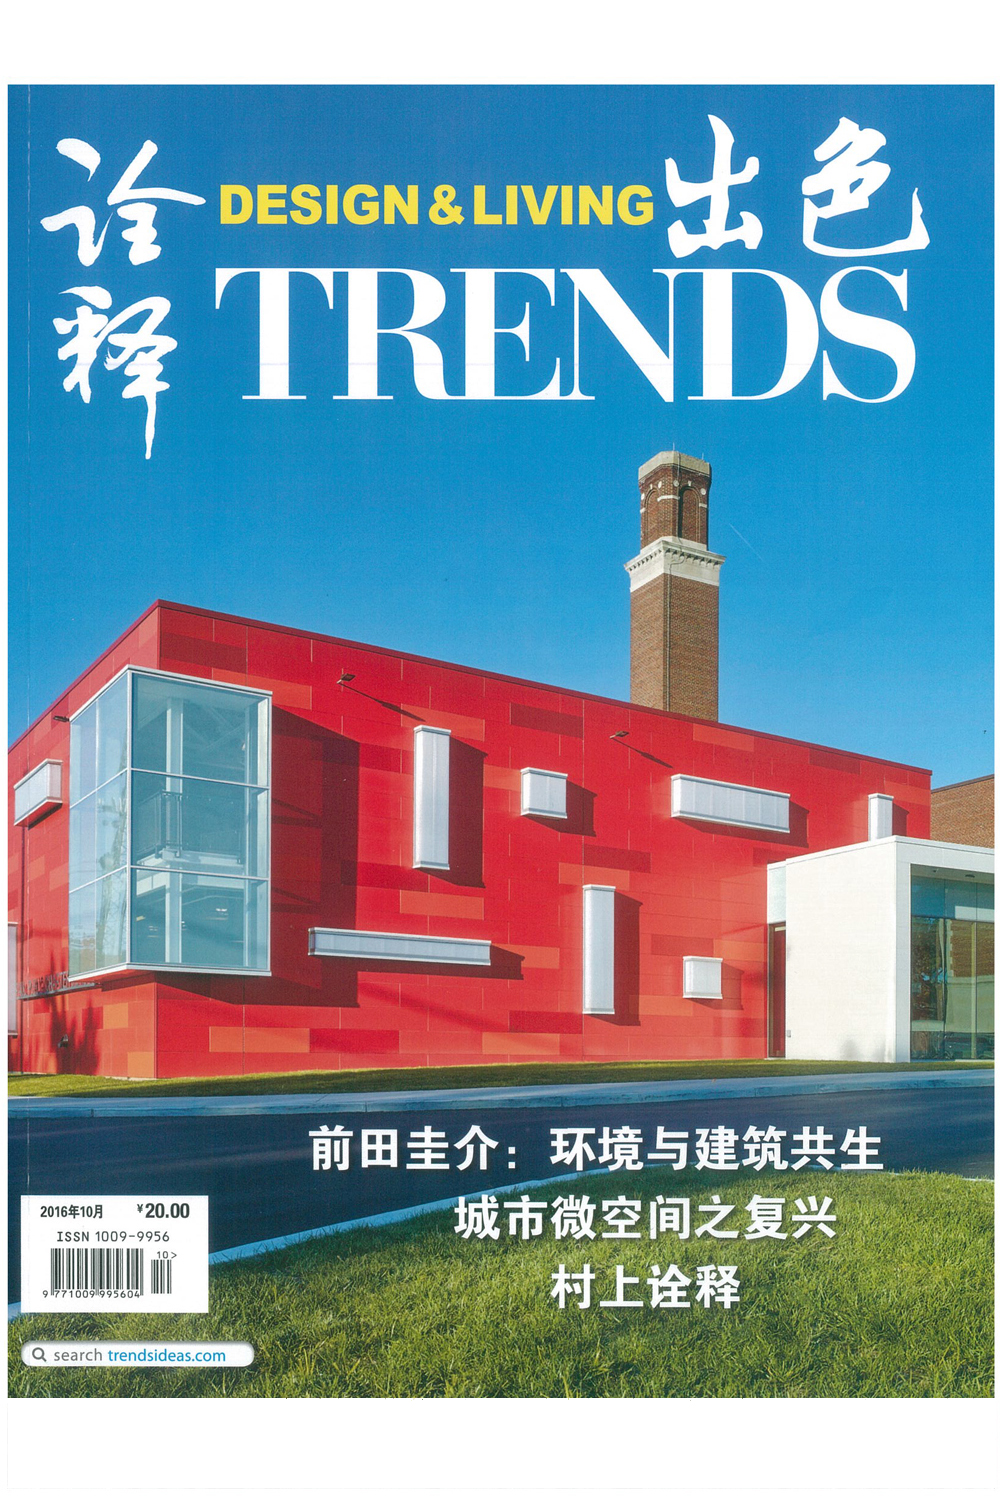 诠释
DESIGN & LIVING
出色
TRENDS
前田圭介：环境与建筑共生
城市微空间之复兴
村上诠释
2016年10月 ¥20.00
ISSN 1009-9956
10>
9 771009 995604
search trendsideas.com